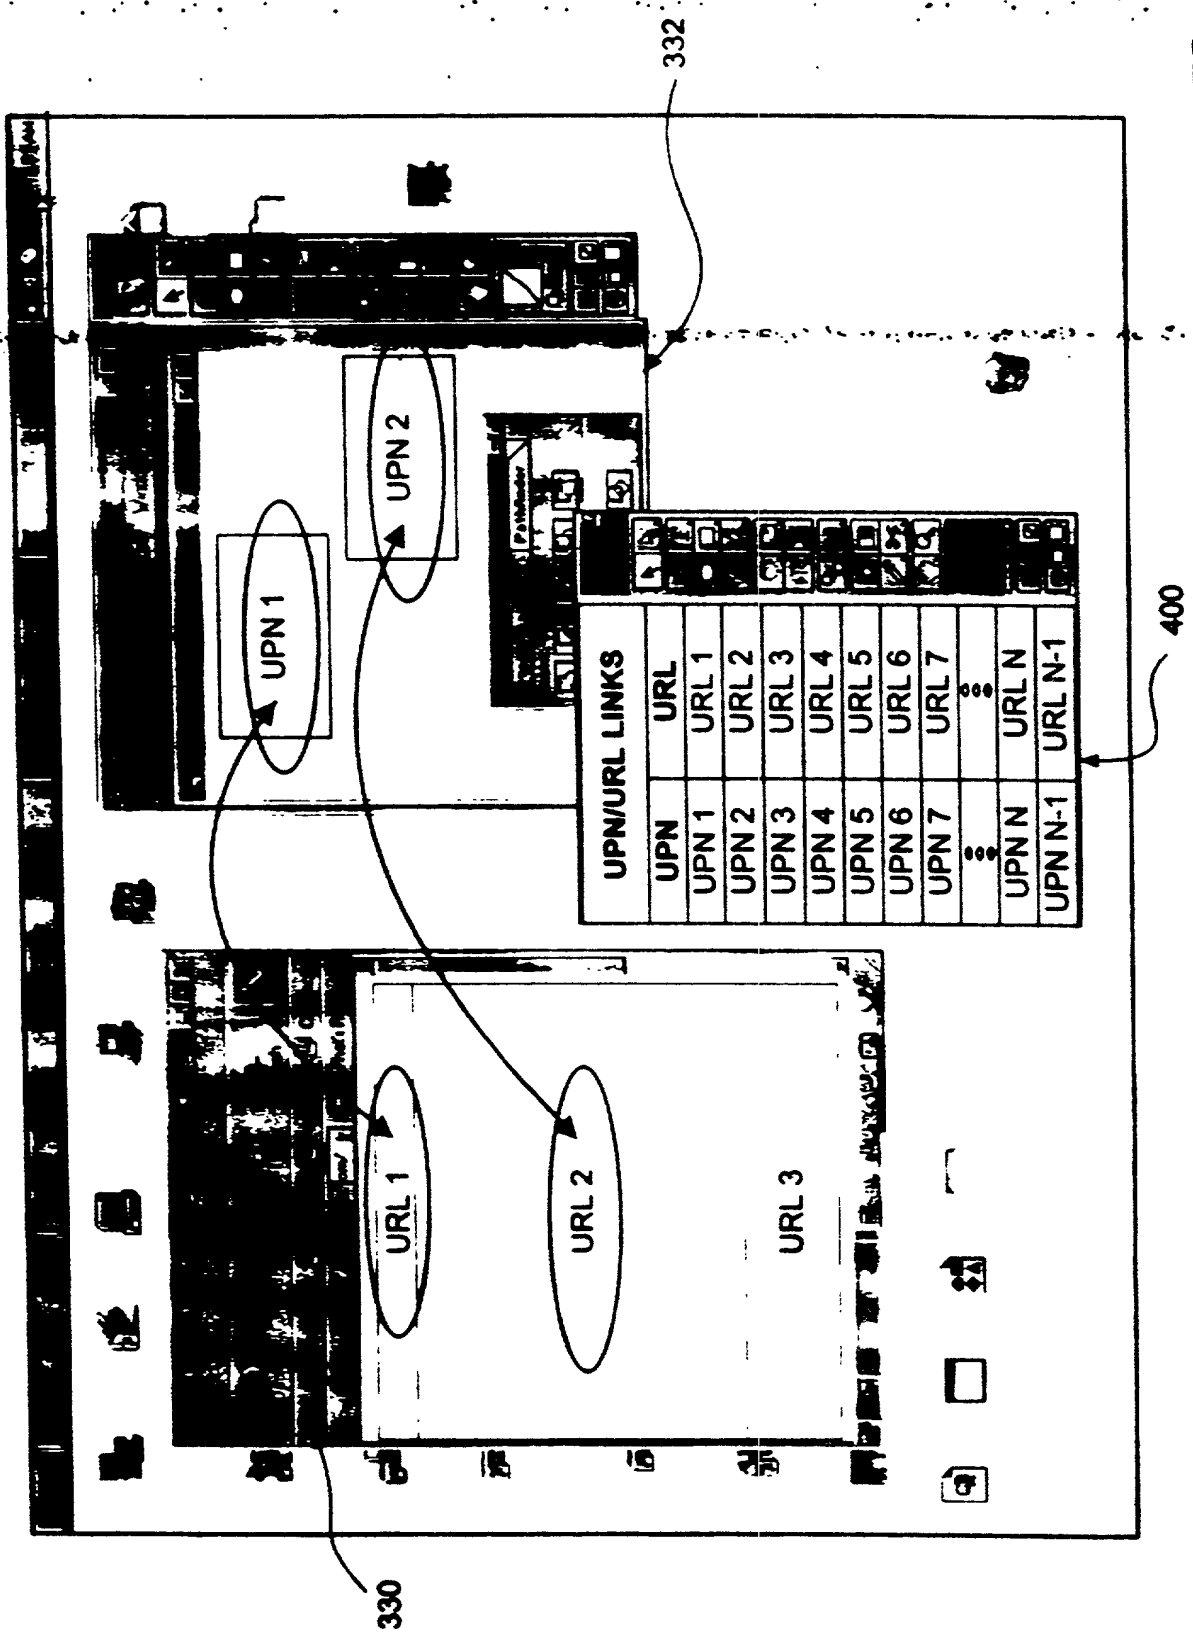 332
UPN 1
UPN 2
Pathfinder
UPN/URL LINKS
UPN URL
UPN 1 URL 1
UPN 2 URL 2
UPN 3 URL 3
UPN 4 URL 4
UPN 5 URL 5
UPN 6 URL 6
UPN 7 URL 7
••• •••
UPN N URL N
UPN N-1 URL N-1
400
URL 1
URL 2
URL 3
330